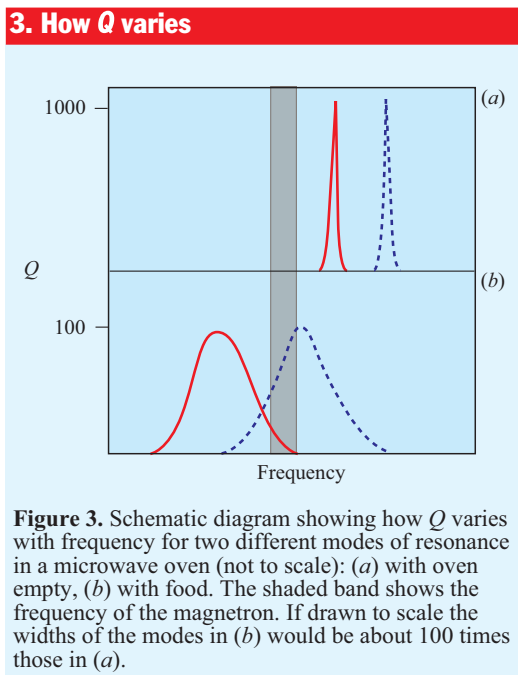 3. How Q varies
1000
(a)
Q
(b)
100
Frequency
Figure 3. Schematic diagram showing how Q varies
with frequency for two different modes of resonance
in a microwave oven (not to scale): (a) with oven
empty, (b) with food. The shaded band shows the
frequency of the magnetron. If drawn to scale the
widths of the modes in (b) would be about 100 times
those in (a).